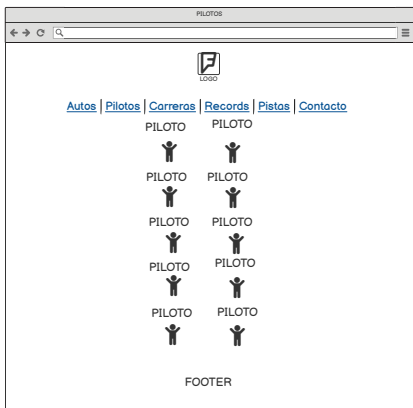 PILOTOS
LOGO
Autos | Pilotos | Carreras | Records | Pistas | Contacto
PILOTO PILOTO
PILOTO PILOTO
PILOTO PILOTO
PILOTO PILOTO
PILOTO PILOTO
FOOTER